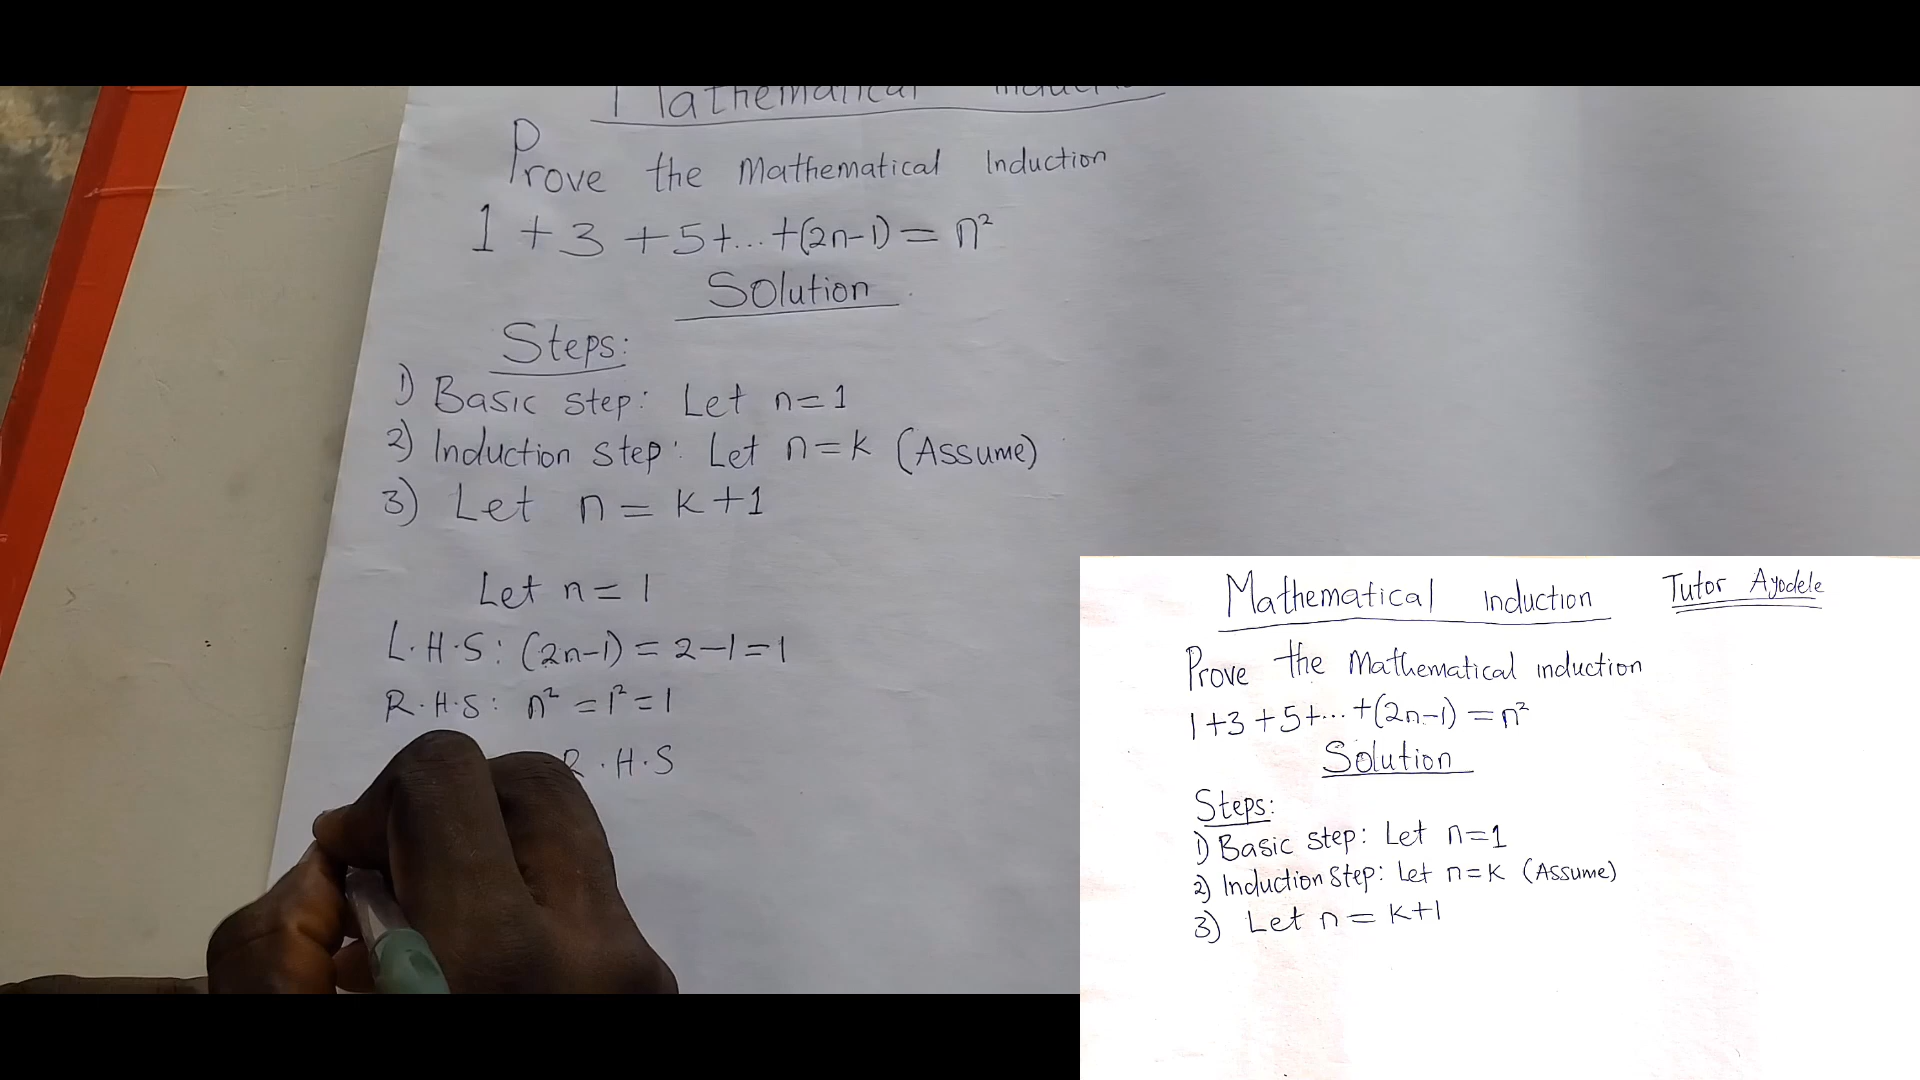 Mathematical Induction
Prove the Mathematical Induction
1 + 3 + 5 + ... + (2n-1) = n²
Solution
Steps:
1) Basic step: Let n = 1
2) Induction step: Let n = k (Assume)
3) Let n = k + 1
Let n = 1
L.H.S: (2n-1) = 2-1 = 1
R.H.S: n² = 1² = 1
R.H.S
Mathematical induction
Tutor Ayodele
Prove the Mathematical induction
1+3+5+...+(2n-1) = n²
Solution
Steps:
1) Basic step: Let n=1
2) Induction step: Let n=k (Assume)
3) Let n = k+1